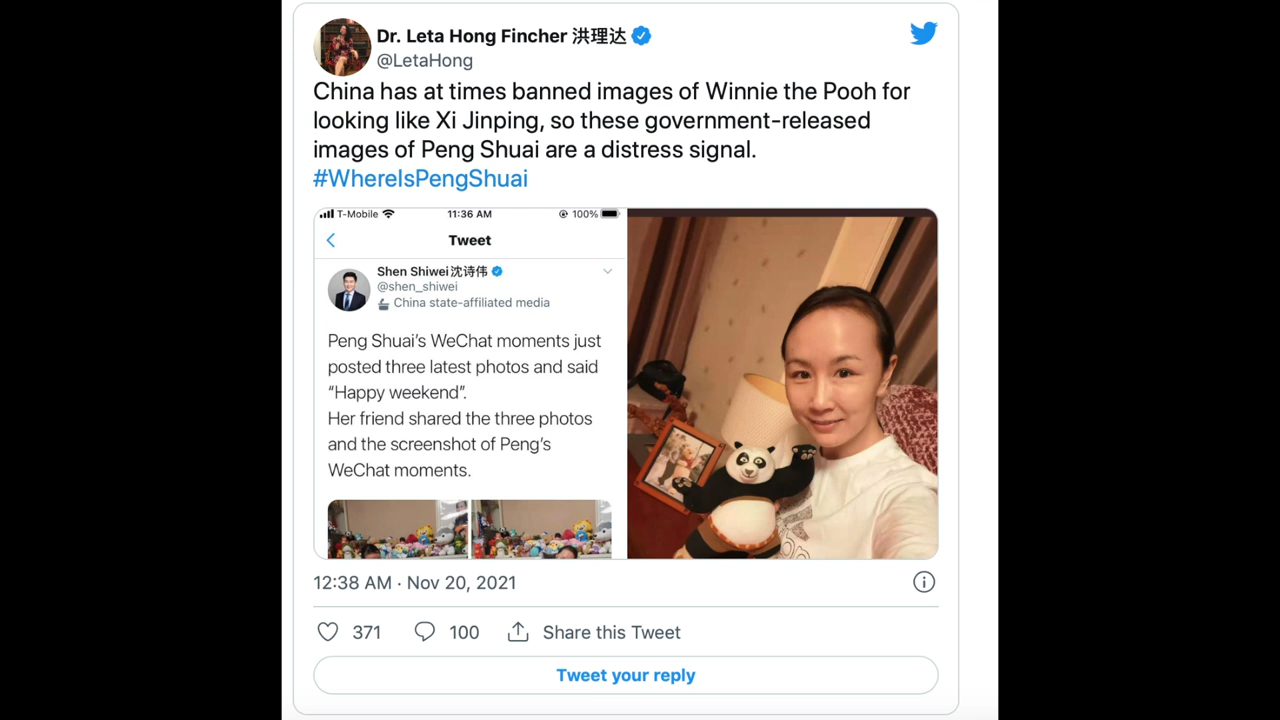 Dr. Leta Hong Fincher 洪理达
@LetaHong
China has at times banned images of Winnie the Pooh for
looking like Xi Jinping, so these government-released
images of Peng Shuai are a distress signal.
#WhereIsPengShuai
T-Mobile 11:36 AM 100%
Tweet
Shen Shiwei沈诗伟
@shen_shiwei
China state-affiliated media
Peng Shuai’s WeChat moments just
posted three latest photos and said
“Happy weekend”.
Her friend shared the three photos
and the screenshot of Peng’s
WeChat moments.
12:38 AM · Nov 20, 2021
371 100 Share this Tweet
Tweet your reply